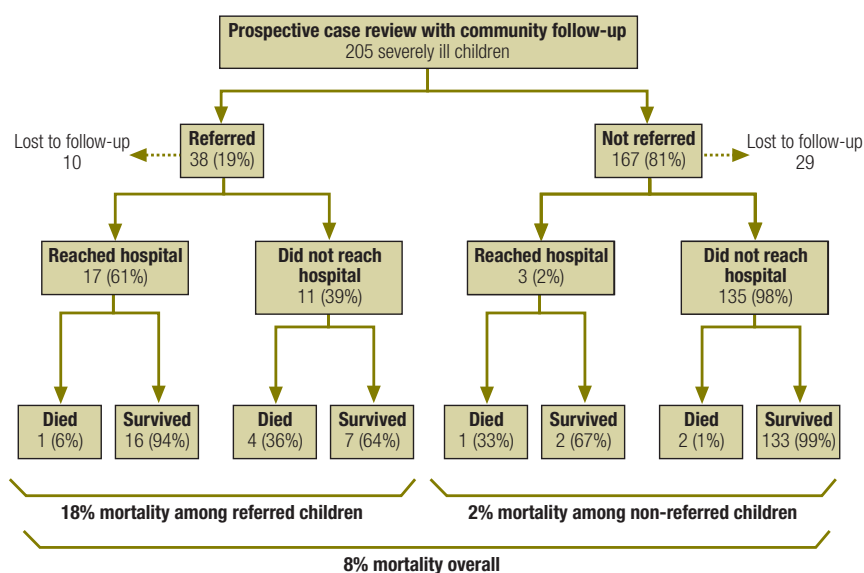 Prospective case review with community follow-up
205 severely ill children
Lost to follow-up
10
Referred
38 (19%)
Not referred
167 (81%)
Lost to follow-up
29
Reached hospital
17 (61%)
Did not reach
hospital
11 (39%)
Reached hospital
3 (2%)
Did not reach
hospital
135 (98%)
Died
1 (6%)
Survived
16 (94%)
Died
4 (36%)
Survived
7 (64%)
Died
1 (33%)
Survived
2 (67%)
Died
2 (1%)
Survived
133 (99%)
18% mortality among referred children
2% mortality among non-referred children
8% mortality overall